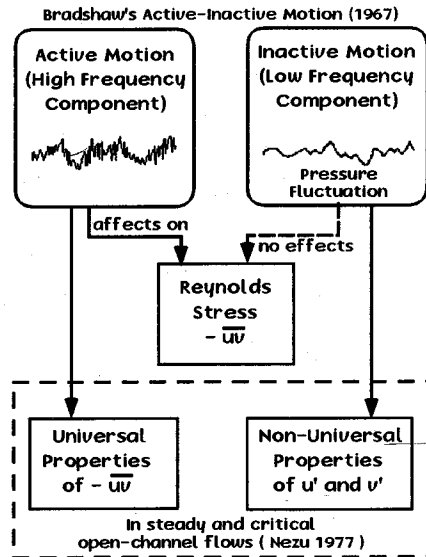 Bradshaw's Active-Inactive Motion (1967)
Active Motion
(High Frequency
Component)
Inactive Motion
(Low Frequency
Component)
Pressure
Fluctuation
affects on
no effects
Reynolds
Stress
- u̅v̅
Universal
Properties
of - u̅v̅
Non-Universal
Properties
of u' and v'
In steady and critical
open-channel flows ( Nezu 1977 )